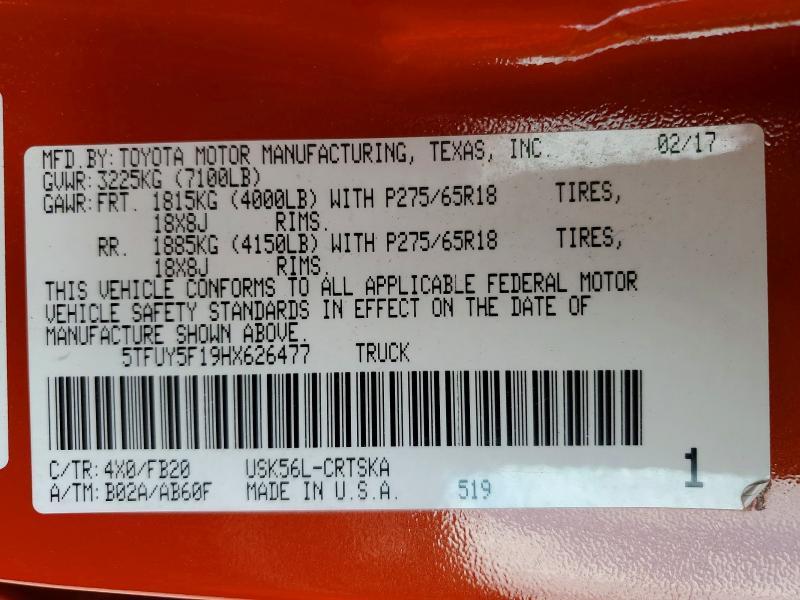 MFD.BY: TOYOTA MOTOR MANUFACTURING, TEXAS, INC. 02/17
GVWR: 3225KG (7100LB)
GAWR: FRT. 1815KG (4000LB) WITH P275/65R18 TIRES,
18X8J RIMS.
RR. 1885KG (4150LB) WITH P275/65R18 TIRES,
18X8J RIMS.
THIS VEHICLE CONFORMS TO ALL APPLICABLE FEDERAL MOTOR
VEHICLE SAFETY STANDARDS IN EFFECT ON THE DATE OF
MANUFACTURE SHOWN ABOVE.
5TFUY5F19HX626477 TRUCK
C/TR: 4X0/FB20 USK56L-CRTSKA
A/TM: B02A/AB60F MADE IN U.S.A. 519 1